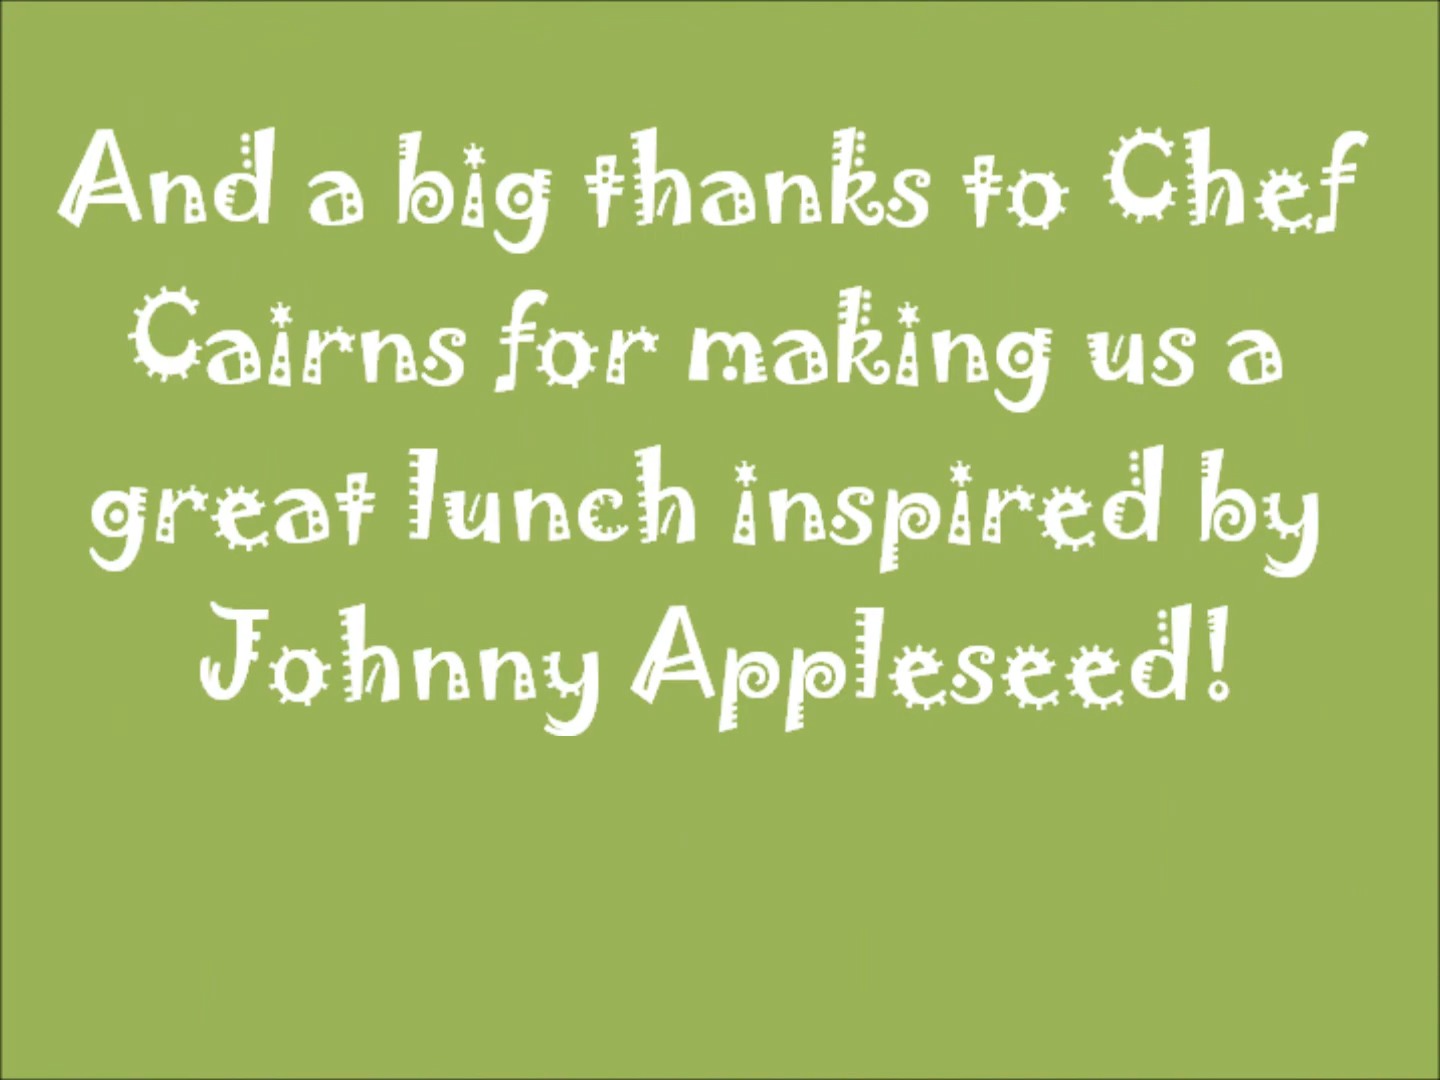 And a big thanks to Chef
Cairns for making us a
great lunch inspired by
Johnny Appleseed!